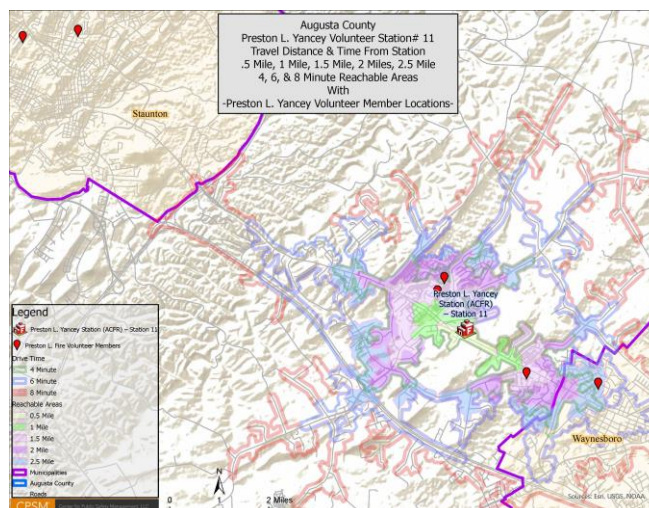 Augusta County
Preston L. Yancey Volunteer Station# 11
Travel Distance & Time From Station
.5 Mile, 1 Mile, 1.5 Mile, 2 Miles, 2.5 Mile
4, 6, & 8 Minute Reachable Areas
With
-Preston L. Yancey Volunteer Member Locations-
Staunton
Preston L. Yancey
Station (ACFR)
– Station 11
Waynesboro
Legend
Preston L. Yancey Station (ACFR) – Station 11
Preston L. Fire Volunteer Members
Drive Time
4 Minute
6 Minute
8 Minute
Reachable Areas
0.5 Mile
1 Mile
1.5 Mile
2 Mile
2.5 Mile
Municipalities
Augusta County
Roads
CPSM
N
0
1
2 Miles
Sources: Esri, USGS, NOAA